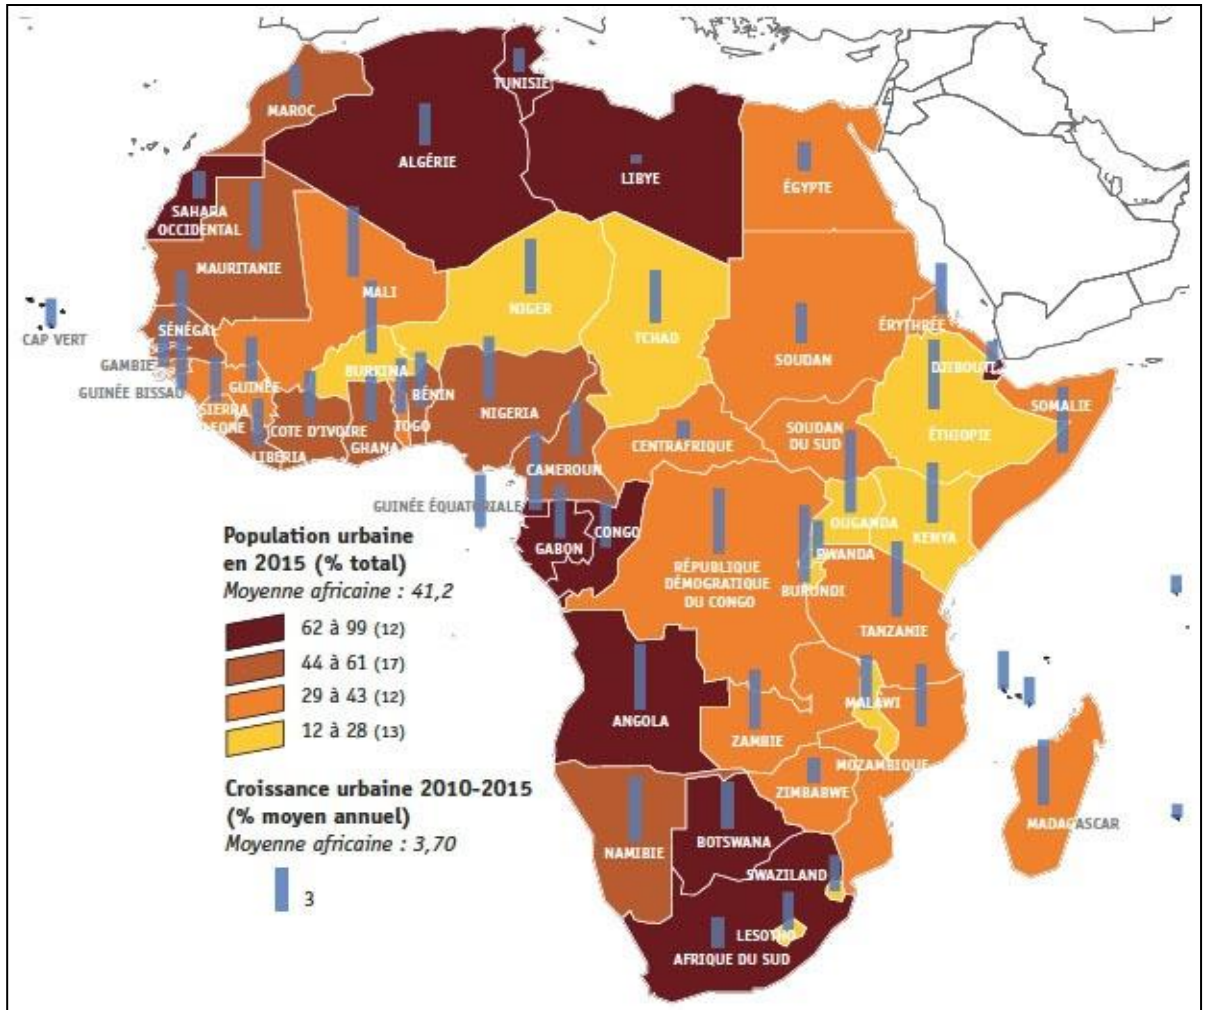 TUNISIE
MAROC
ALGÉRIE
LIBYE
ÉGYPTE
SAHARA
OCCIDENTAL
MAURITANIE
MALI
NIGER
TCHAD
SOUDAN
ÉRYTHRÉE
CAP VERT
SÉNÉGAL
GAMBIE
GUINÉE BISSAU
GUINÉE
SIERRA
LEONE
LIBERIA
COTE D'IVOIRE
BURKINA
GHANA
TOGO
BÉNIN
NIGERIA
CAMEROUN
CENTRAFRIQUE
SOUDAN
DU SUD
ÉTHIOPIE
DJIBOUTI
SOMALIE
GUINÉE ÉQUATORIALE
GABON
CONGO
RÉPUBLIQUE
DÉMOGRATIQUE
DU CONGO
OUGANDA
KENYA
RWANDA
BURUNDI
TANZANIE
ANGOLA
ZAMBIE
MALAWI
MOZAMBIQUE
ZIMBABWE
MADAGASCAR
NAMIBIE
BOTSWANA
SWAZILAND
LESOTHO
AFRIQUE DU SUD
Population urbaine
en 2015 (% total)
Moyenne africaine : 41,2
62 à 99 (12)
44 à 61 (17)
29 à 43 (12)
12 à 28 (13)
Croissance urbaine 2010-2015
(% moyen annuel)
Moyenne africaine : 3,70
3